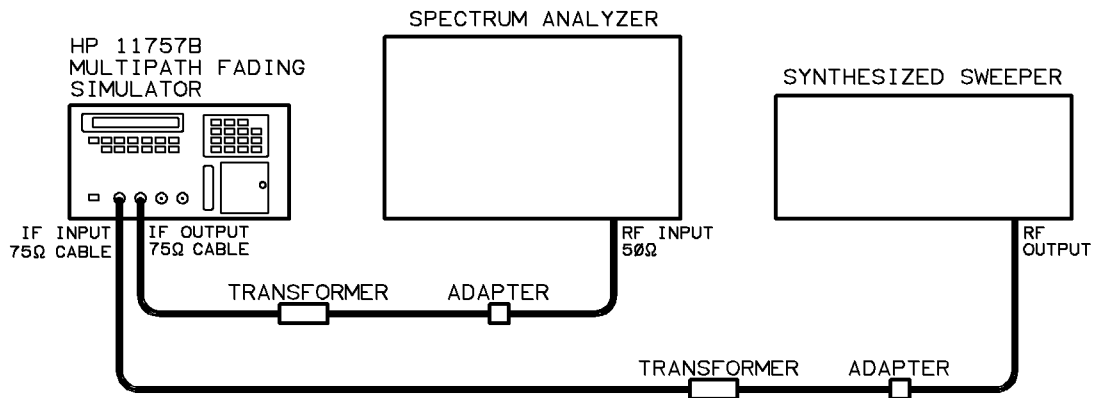 SPECTRUM ANALYZER
HP 11757B
MULTIPATH FADING
SIMULATOR
SYNTHESIZED SWEEPER
IF INPUT
75Ω CABLE
IF OUTPUT
75Ω CABLE
RF INPUT
50Ω
RF
OUTPUT
TRANSFORMER
ADAPTER
TRANSFORMER
ADAPTER